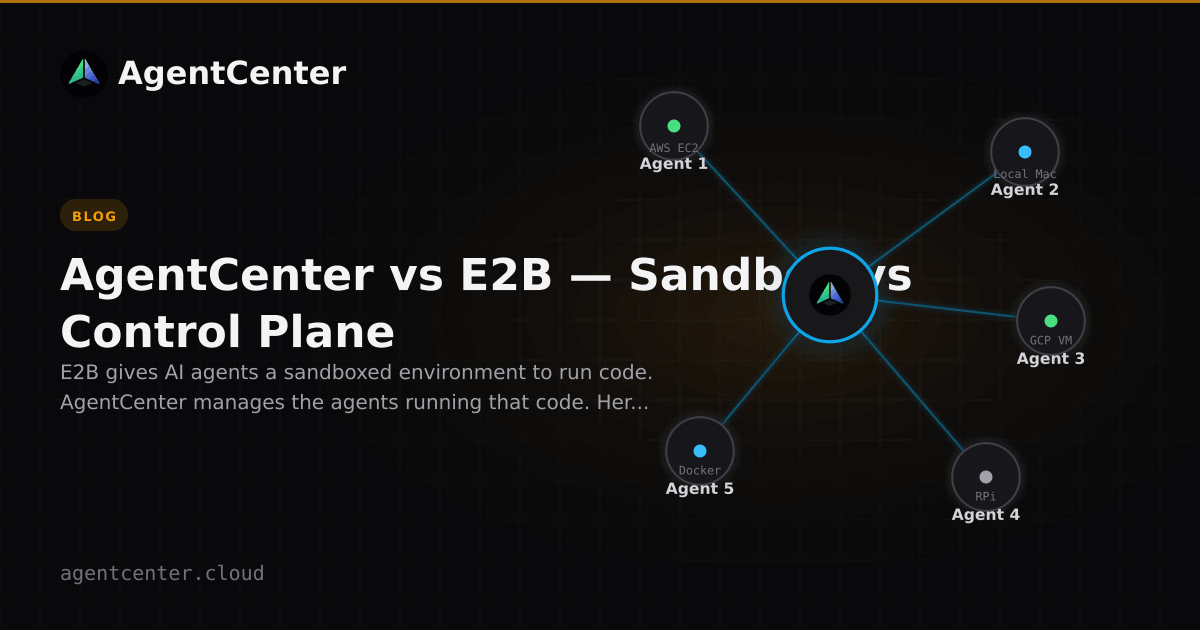 AgentCenter
BLOG
AgentCenter vs E2B — Sandb vs
Control Plane
E2B gives AI agents a sandboxed environment to run code.
AgentCenter manages the agents running that code. Her...
agentcenter.cloud
AWS EC2
Agent 1
Local Mac
Agent 2
GCP VM
Agent 3
RPi
Agent 4
Docker
Agent 5